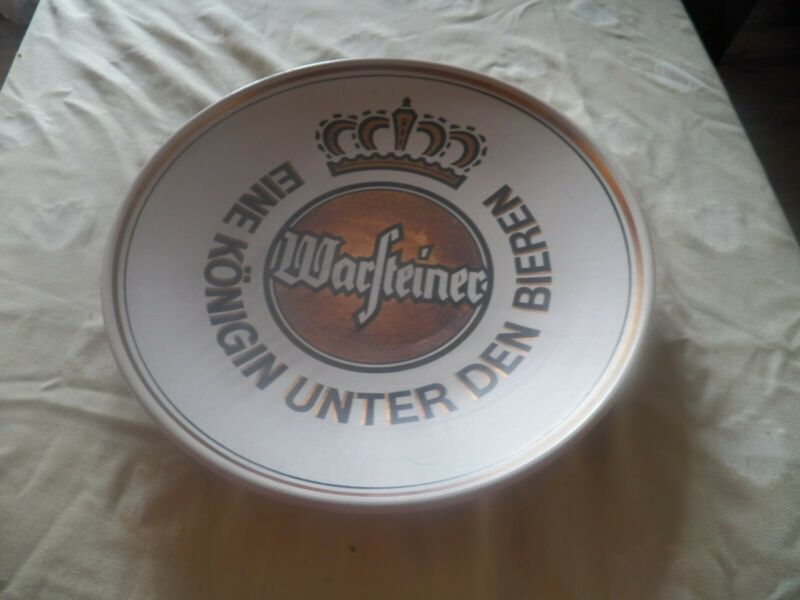 Warsteiner
EINE KÖNIGIN UNTER DEN BIEREN